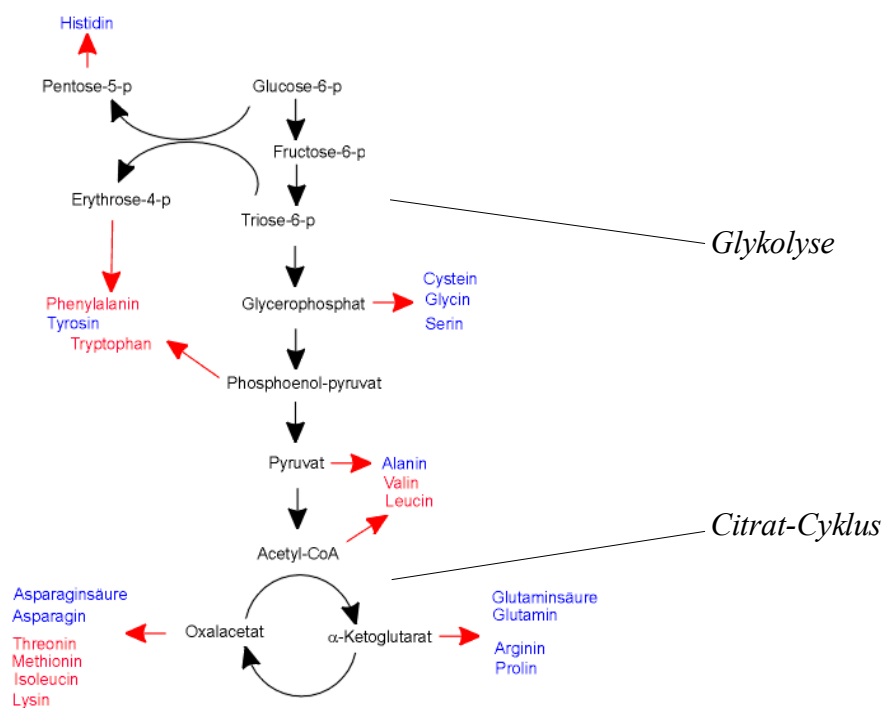 Histidin
Pentose-5-p
Glucose-6-p
Fructose-6-p
Erythrose-4-p
Triose-6-p
Glykolyse
Cystein
Glycerophosphat
Glycin
Serin
Phenylalanin
Tyrosin
Tryptophan
Phosphoenol-pyruvat
Pyruvat
Alanin
Valin
Leucin
Citrat-Cyklus
Acetyl-CoA
Asparaginsäure
Asparagin
Glutaminsäure
Glutamin
Oxalacetat
α-Ketoglutarat
Threonin
Methionin
Isoleucin
Lysin
Arginin
Prolin